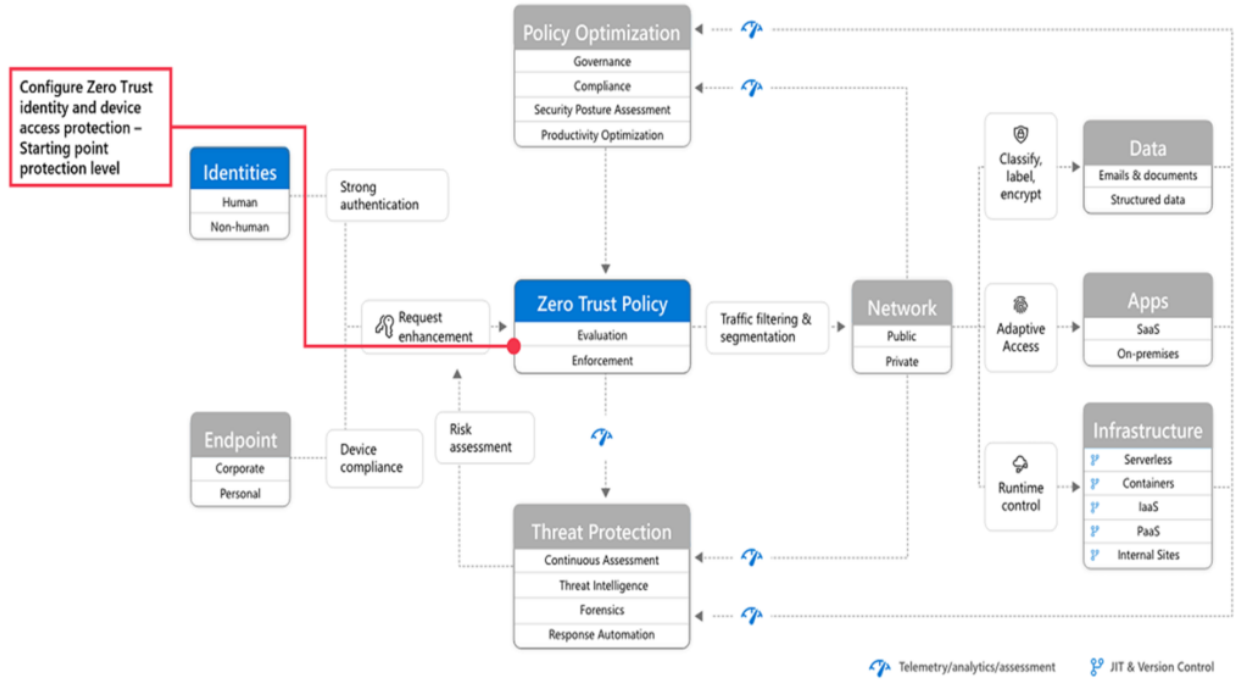 Policy Optimization
Governance
Compliance
Security Posture Assessment
Productivity Optimization
Configure Zero Trust
identity and device
access protection –
Starting point
protection level
Identities
Human
Non-human
Strong
authentication
Request
enhancement
Zero Trust Policy
Evaluation
Enforcement
Traffic filtering &
segmentation
Network
Public
Private
Classify,
label,
encrypt
Data
Emails & documents
Structured data
Adaptive
Access
Apps
SaaS
On-premises
Endpoint
Corporate
Personal
Device
compliance
Risk
assessment
Runtime
control
Infrastructure
Serverless
Containers
IaaS
PaaS
Internal Sites
Threat Protection
Continuous Assessment
Threat Intelligence
Forensics
Response Automation
Telemetry/analytics/assessment
JIT & Version Control